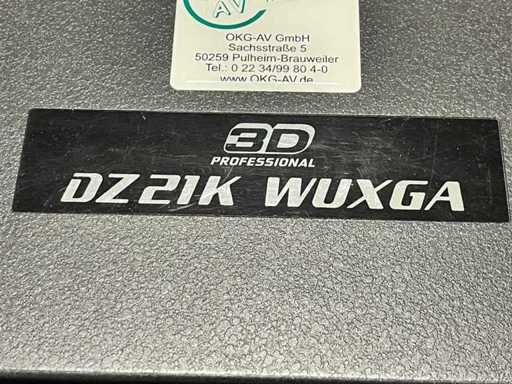 AV
OKG-AV GmbH
Sachsstraße 5
50259 Pulheim-Brauweiler
Tel.: 0 22 34/99 80 4-0
www.OKG-AV.de
3D
PROFESSIONAL
DZ21K WUXGA